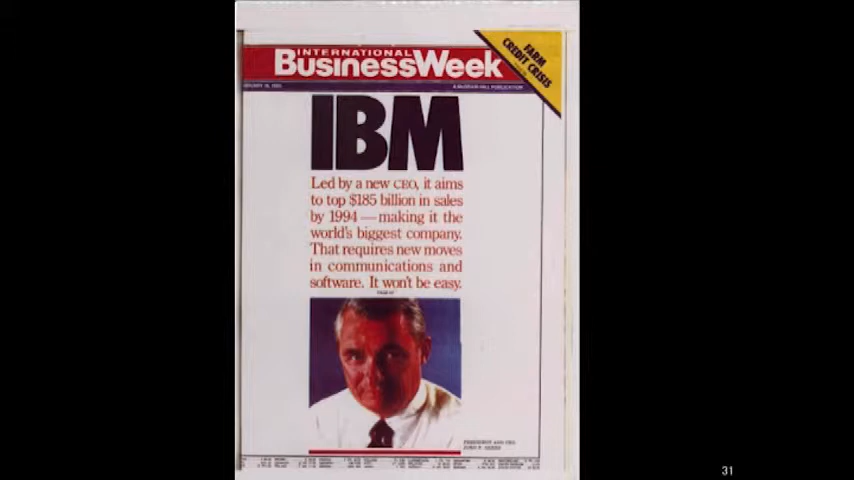 FARM
CREDIT CRISIS
INTERNATIONAL
BusinessWeek
A McGRAW-HILL PUBLICATION
IBM
Led by a new CEO, it aims
to top $185 billion in sales
by 1994 — making it the
world's biggest company.
That requires new moves
in communications and
software. It won't be easy.
PRESIDENT AND CEO
JOHN F. AKERS
31